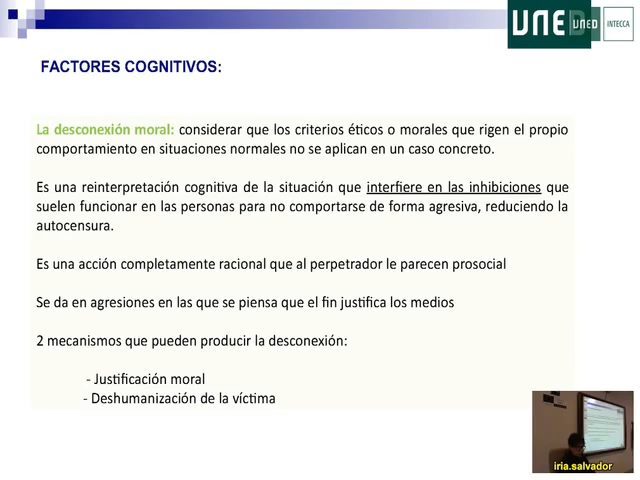 UNED
UNED
INTECCA
FACTORES COGNITIVOS:
La desconexión moral: considerar que los criterios éticos o morales que rigen el propio
comportamiento en situaciones normales no se aplican en un caso concreto.
Es una reinterpretación cognitiva de la situación que interfiere en las inhibiciones que
suelen funcionar en las personas para no comportarse de forma agresiva, reduciendo la
autocensura.
Es una acción completamente racional que al perpetrador le parecen prosocial
Se da en agresiones en las que se piensa que el fin justifica los medios
2 mecanismos que pueden producir la desconexión:
- Justificación moral
- Deshumanización de la víctima
iria.salvador